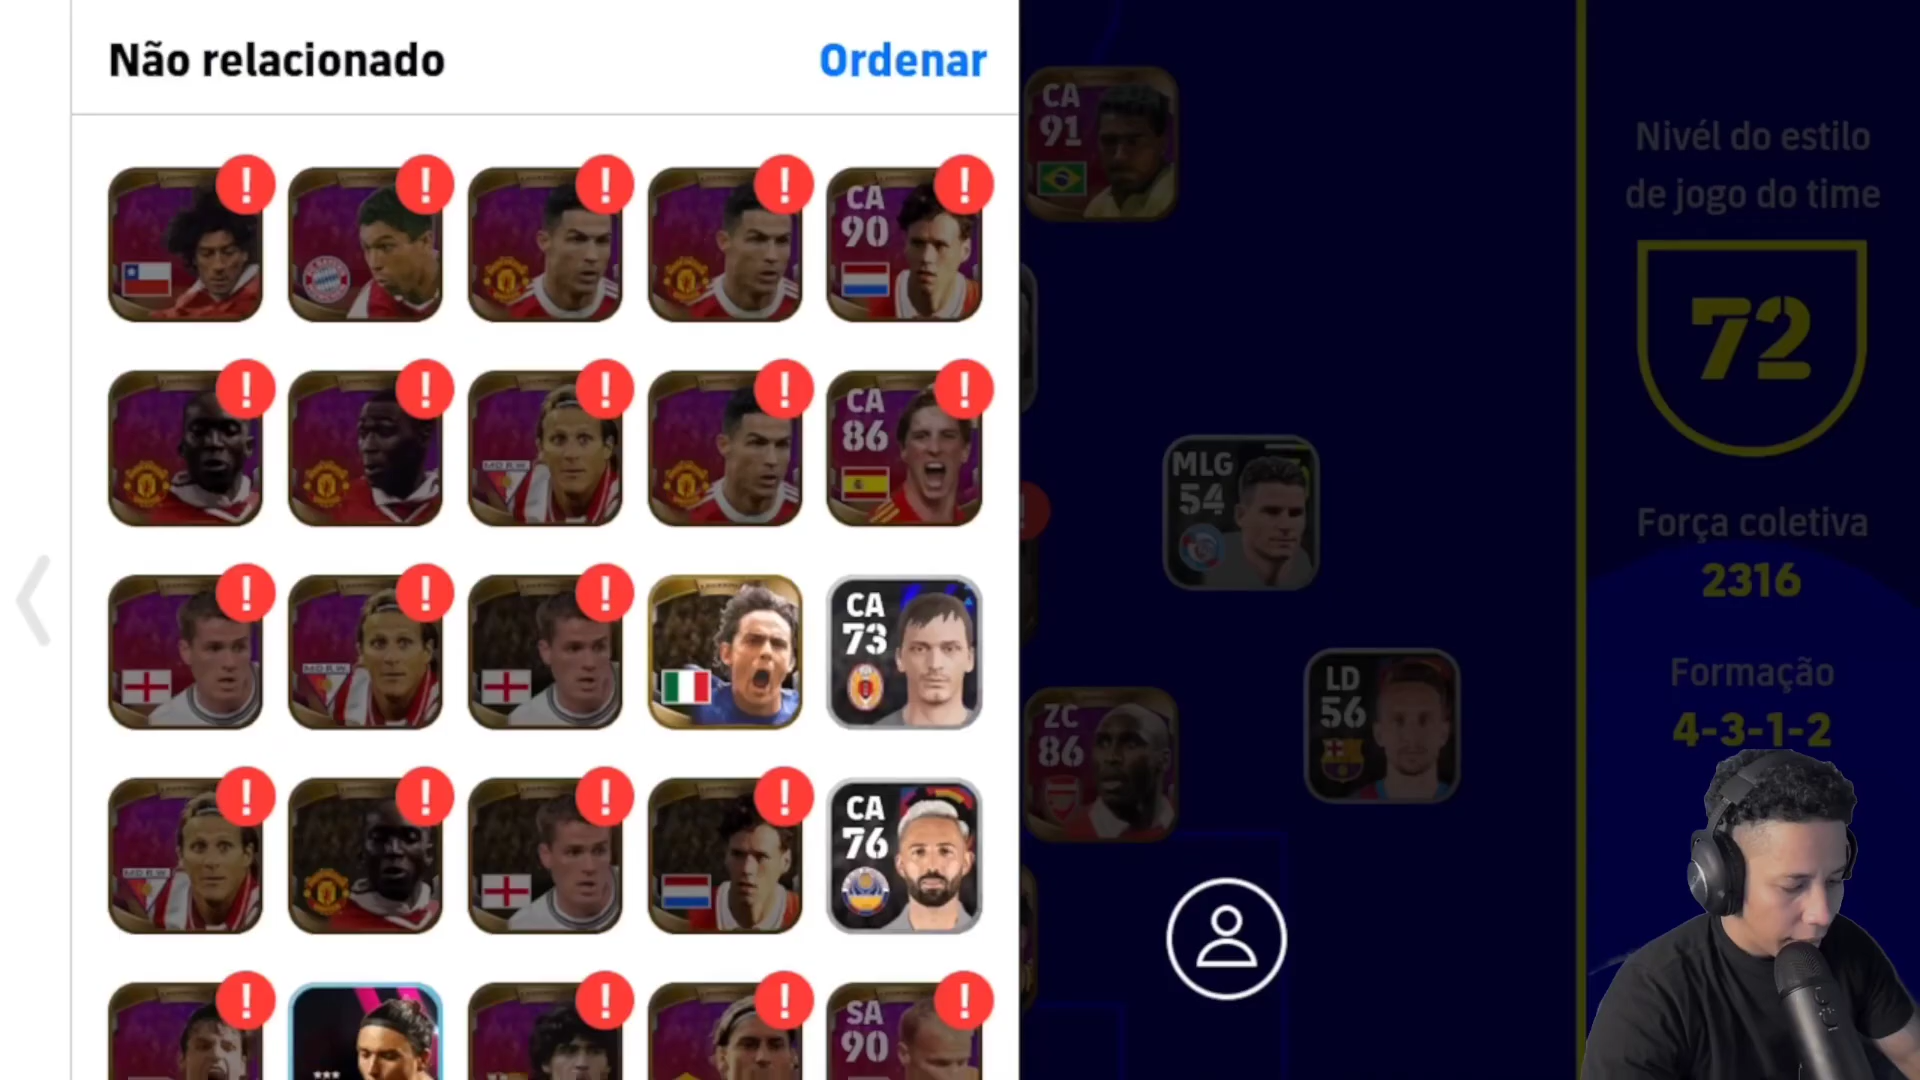 Não relacionado
Ordenar
!
!
!
!
!
CA
90
!
!
!
!
!
CA
86
!
!
!
CA
73
!
!
!
!
CA
76
!
!
!
!
SA
90
CA
91
MLG
54
LD
56
ZC
86
Nivél do estilo
de jogo do time
72
Força coletiva
2316
Formação
4-3-1-2